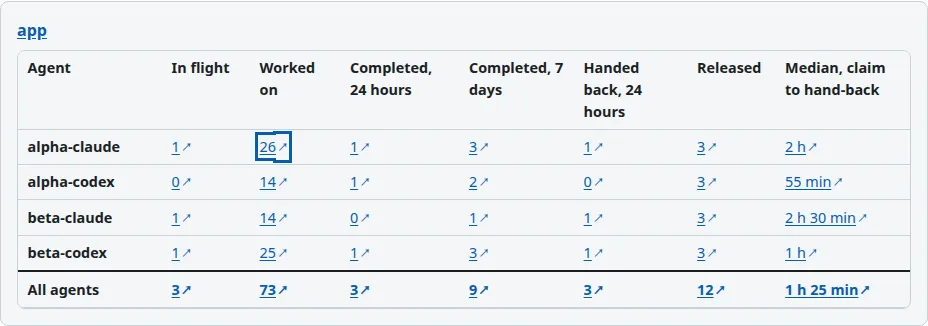 app
Agent In flight Worked on Completed, 24 hours Completed, 7 days Handed back, 24 hours Released Median, claim to hand-back
alpha-claude 1↗ 26↗ 1↗ 3↗ 1↗ 3↗ 2 h↗
alpha-codex 0↗ 14↗ 1↗ 2↗ 0↗ 3↗ 55 min↗
beta-claude 1↗ 14↗ 0↗ 1↗ 1↗ 3↗ 2 h 30 min↗
beta-codex 1↗ 25↗ 1↗ 3↗ 1↗ 3↗ 1 h↗
All agents 3↗ 73↗ 3↗ 9↗ 3↗ 12↗ 1 h 25 min↗